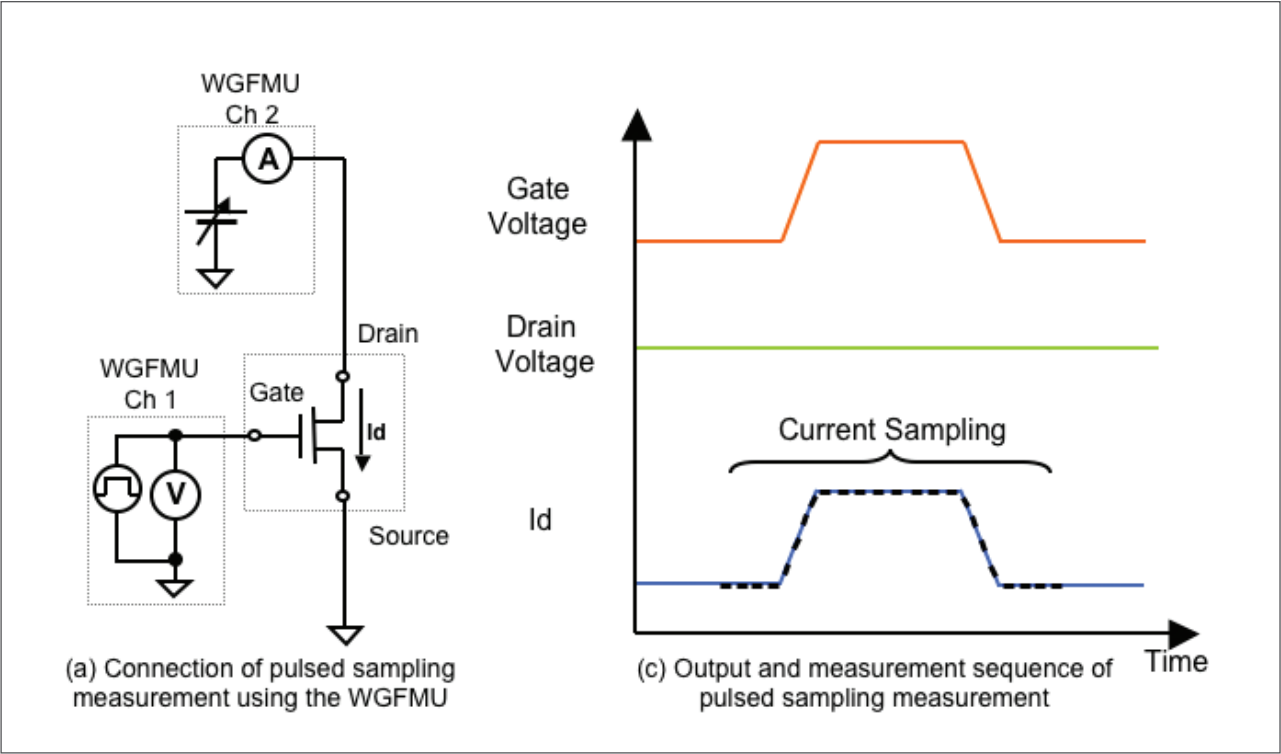 WGFMU
Ch 2
A
Drain
WGFMU
Ch 1
Gate
Id
V
Source
(a) Connection of pulsed sampling
measurement using the WGFMU
Gate
Voltage
Drain
Voltage
Current Sampling
Id
Time
(c) Output and measurement sequence of
pulsed sampling measurement